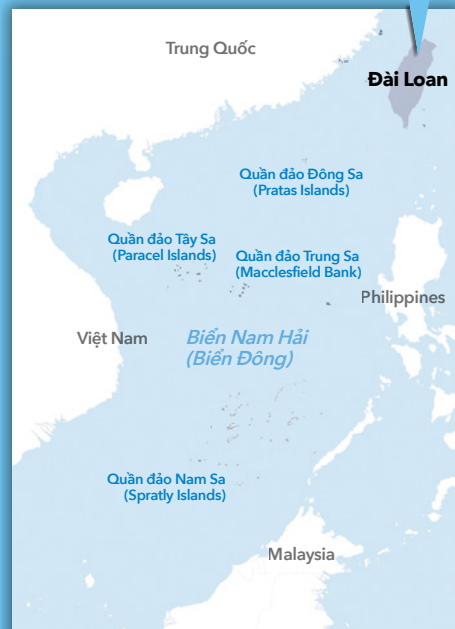 Trung Quốc
Đài Loan
Quần đảo Đông Sa
(Pratas Islands)
Quần đảo Tây Sa
(Paracel Islands)
Quần đảo Trung Sa
(Macclesfield Bank)
Philippines
Việt Nam
Biển Nam Hải
(Biển Đông)
Quần đảo Nam Sa
(Spratly Islands)
Malaysia